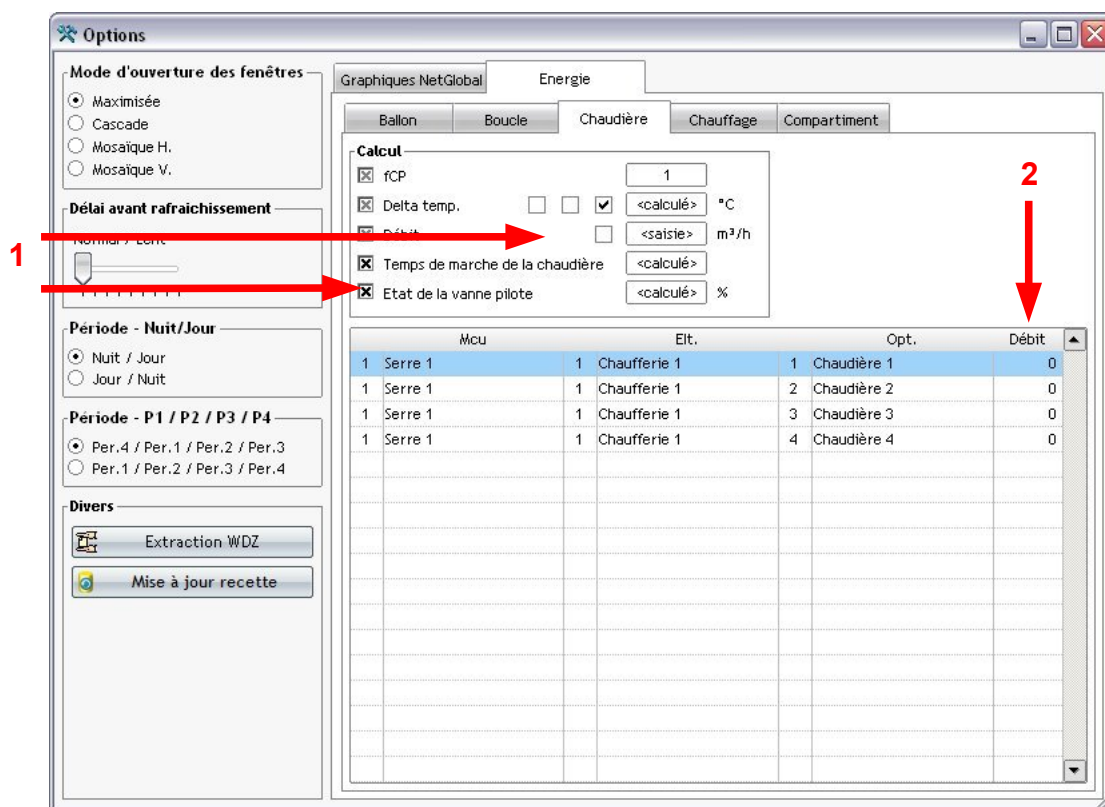 Options
Mode d'ouverture des fenêtres
Maximisée
Cascade
Mosaïque H.
Mosaïque V.
Délai avant rafraichissement
Normal / Lent
Période - Nuit/Jour
Nuit / Jour
Jour / Nuit
Période - P1 / P2 / P3 / P4
Per.4 / Per.1 / Per.2 / Per.3
Per.1 / Per.2 / Per.3 / Per.4
Divers
Extraction WDZ
Mise à jour recette
1
Graphiques NetGlobal Energie
Ballon Boucle Chaudière Chauffage Compartiment
Calcul
fCP 1
Delta temp. <calculé> °C
Débit <saisie> m³/h
Temps de marche de la chaudière <calculé>
Etat de la vanne pilote <calculé> %
2
Mcu Elt. Opt. Débit
1 Serre 1 1 Chaufferie 1 1 Chaudière 1 0
1 Serre 1 1 Chaufferie 1 2 Chaudière 2 0
1 Serre 1 1 Chaufferie 1 3 Chaudière 3 0
1 Serre 1 1 Chaufferie 1 4 Chaudière 4 0